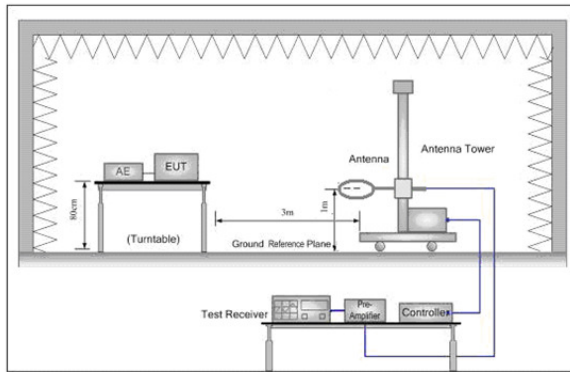 Antenna
Antenna Tower
AE
EUT
80cm
(Turntable)
3m
1m
Ground Reference Plane
Test Receiver
Pre-
Amplifier
Controller